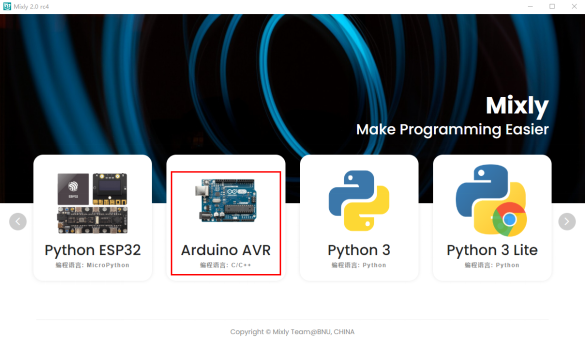 Mixly 2.0 rc4
Mixly
Make Programming Easier
Python ESP32
编程语言: MicroPython
Arduino AVR
编程语言: C/C++
Python 3
编程语言: Python
Python 3 Lite
编程语言: Python
Copyright © Mixly Team@BNU, CHINA